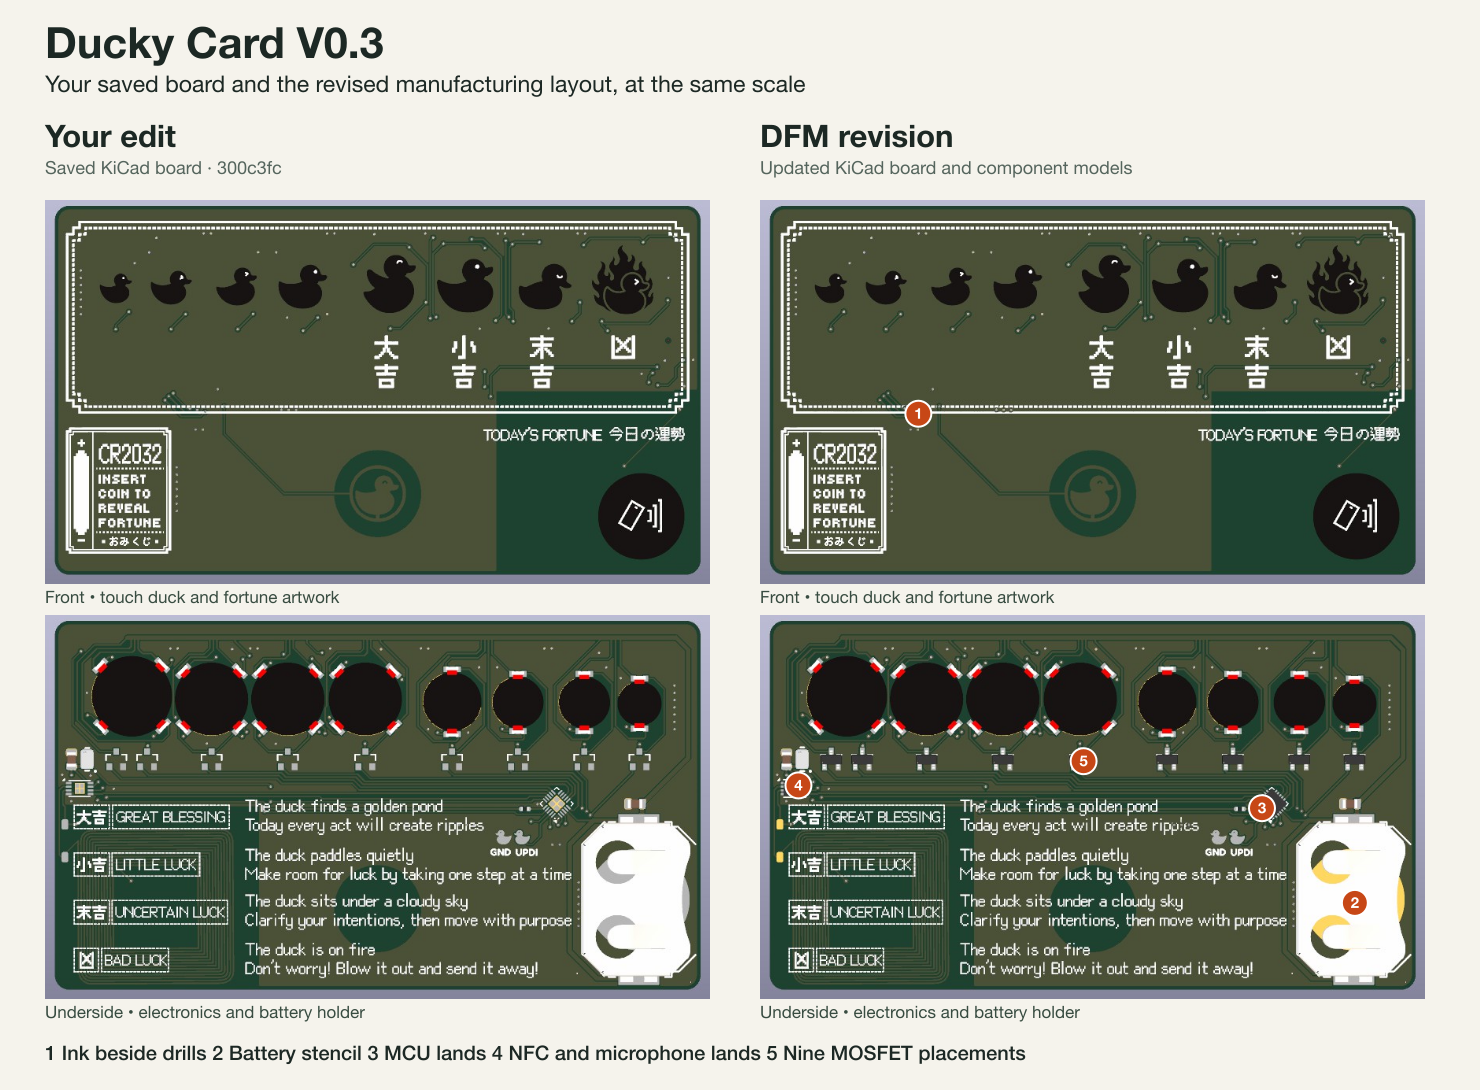 Ducky Card V0.3
Your saved board and the revised manufacturing layout, at the same scale
Your edit
Saved KiCad board · 300c3fc
大吉
小吉
末吉
凶
TODAY'S FORTUNE 今日の運勢
+
CR2032
INSERT
COIN TO
REVEAL
FORTUNE
-
•おみくじ•
Front • touch duck and fortune artwork
大吉 GREAT BLESSING
The duck finds a golden pond
Today every act will create ripples
GND UPDI
小吉 LITTLE LUCK
The duck paddles quietly
Make room for luck by taking one step at a time
末吉 UNCERTAIN LUCK
The duck sits under a cloudy sky
Clarify your intentions, then move with purpose
凶 BAD LUCK
The duck is on fire
Don't worry! Blow it out and send it away!
Underside • electronics and battery holder
DFM revision
Updated KiCad board and component models
大吉
小吉
末吉
凶
1
TODAY'S FORTUNE 今日の運勢
+
CR2032
INSERT
COIN TO
REVEAL
FORTUNE
-
•おみくじ•
Front • touch duck and fortune artwork
5
4
3
大吉 GREAT BLESSING
The duck finds a golden pond
Today every act will create ripples
GND UPDI
小吉 LITTLE LUCK
The duck paddles quietly
Make room for luck by taking one step at a time
2
末吉 UNCERTAIN LUCK
The duck sits under a cloudy sky
Clarify your intentions, then move with purpose
凶 BAD LUCK
The duck is on fire
Don't worry! Blow it out and send it away!
Underside • electronics and battery holder
1 Ink beside drills 2 Battery stencil 3 MCU lands 4 NFC and microphone lands 5 Nine MOSFET placements